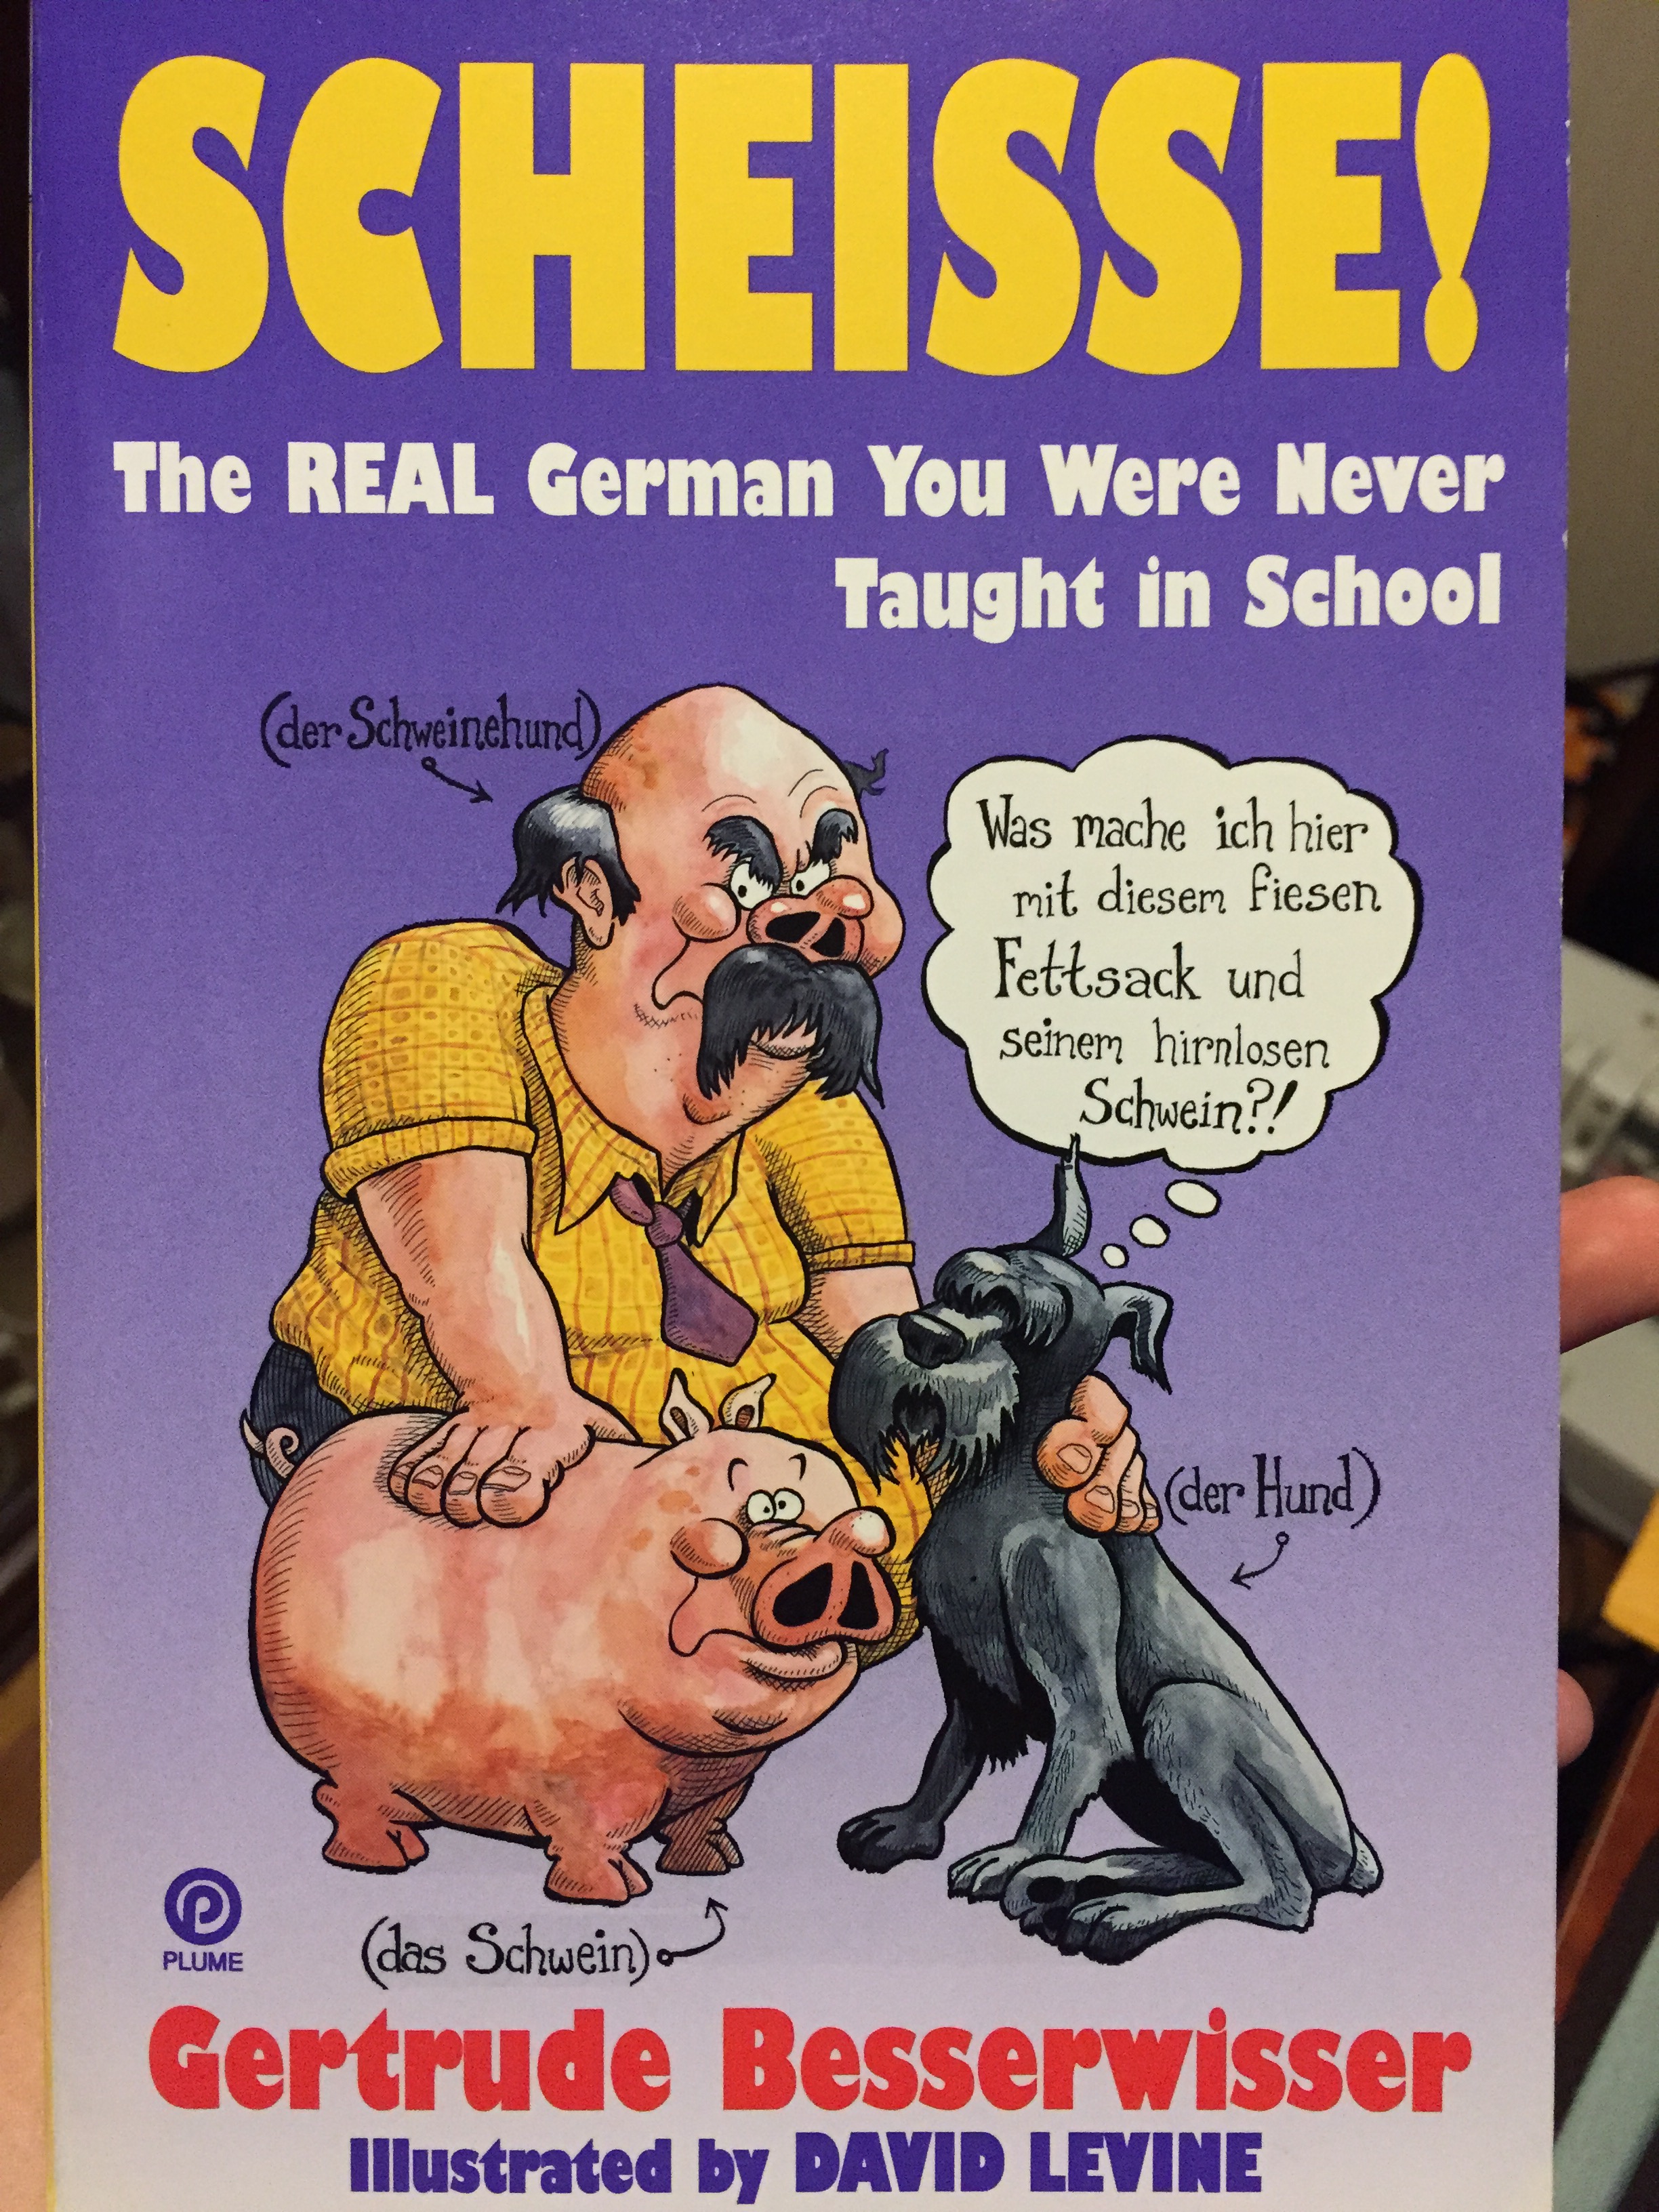 SCHEISSE!
The REAL German You Were Never
Taught in School
(der Schweinehund)
Was mache ich hier
mit diesem fiesen
Fettsack und
seinem hirnlosen
Schwein?!
(der Hund)
(das Schwein)
PLUME
Gertrude Besserwisser
Illustrated by DAVID LEVINE